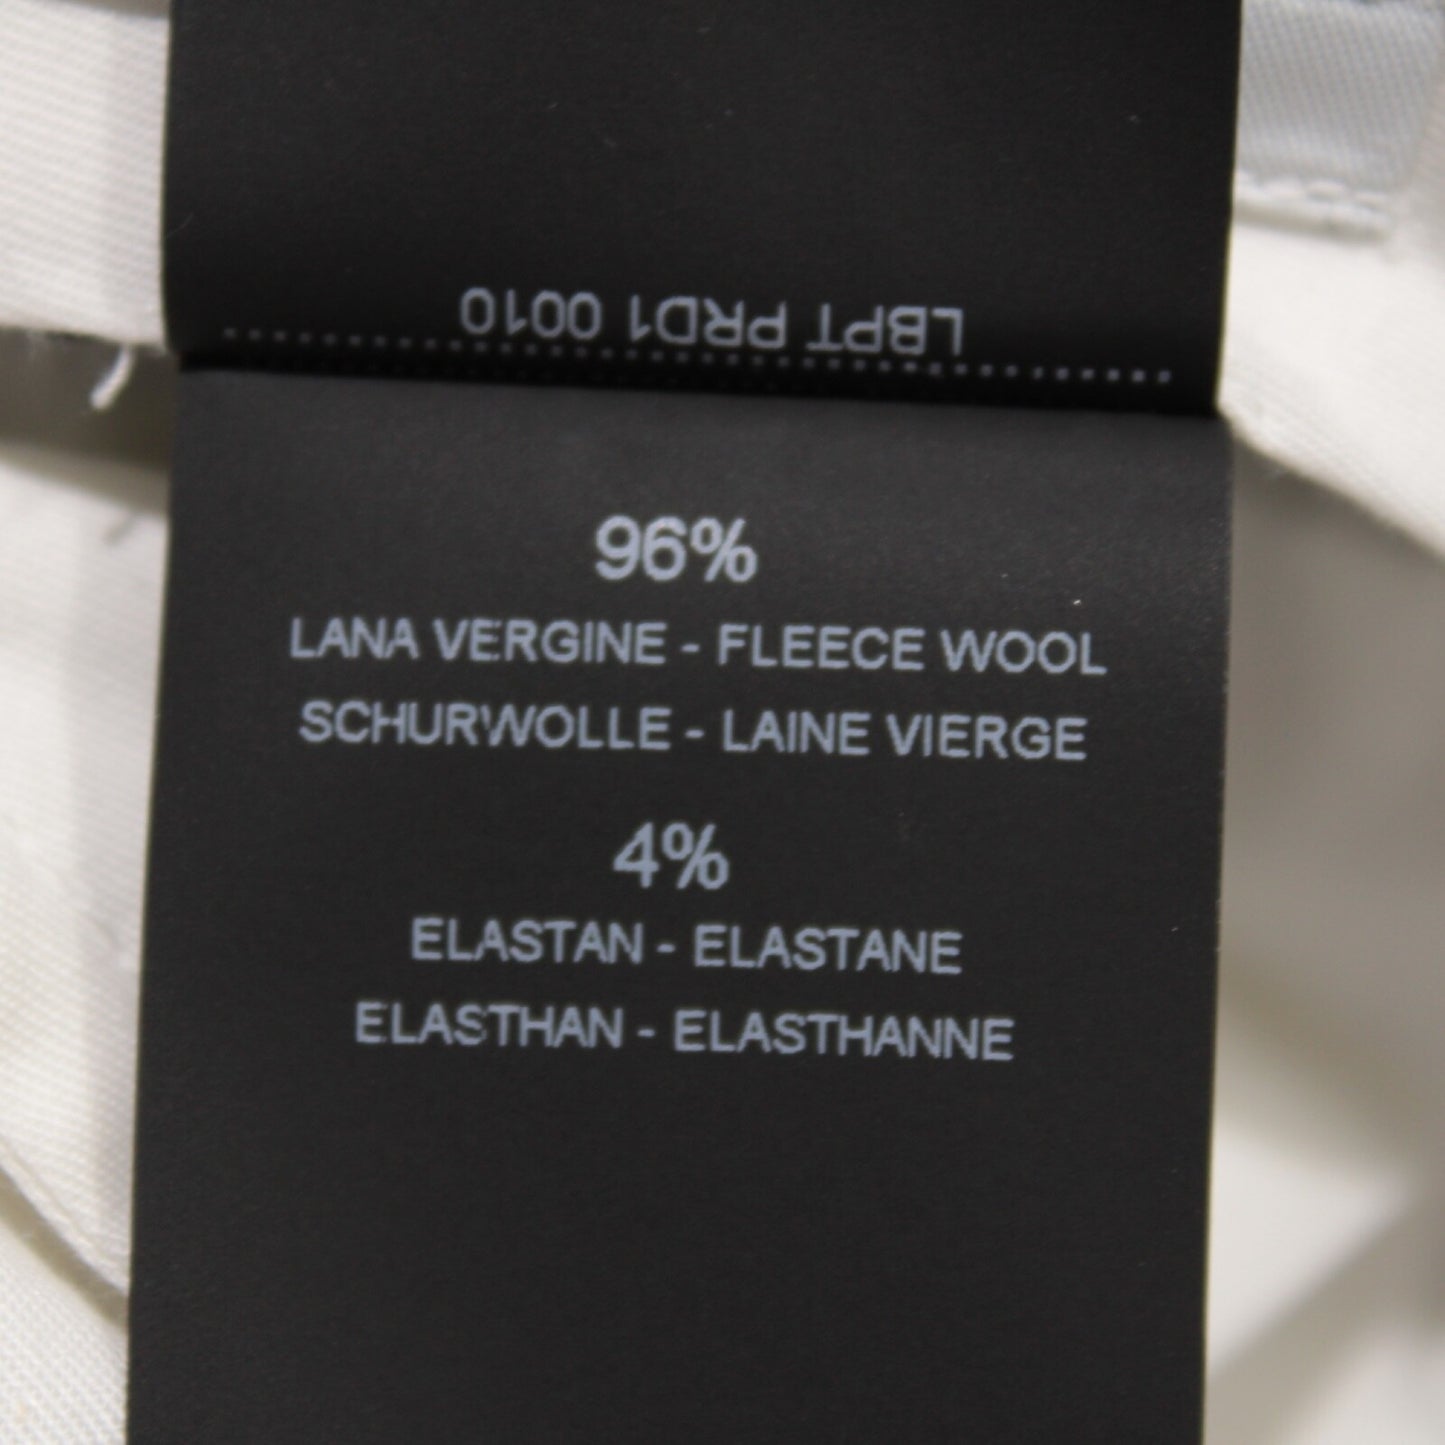 LBPT PRD1 0010
96%
LANA VERGINE - FLEECE WOOL
SCHURWOLLE - LAINE VIERGE
4%
ELASTAN - ELASTANE
ELASTHAN - ELASTHANNE